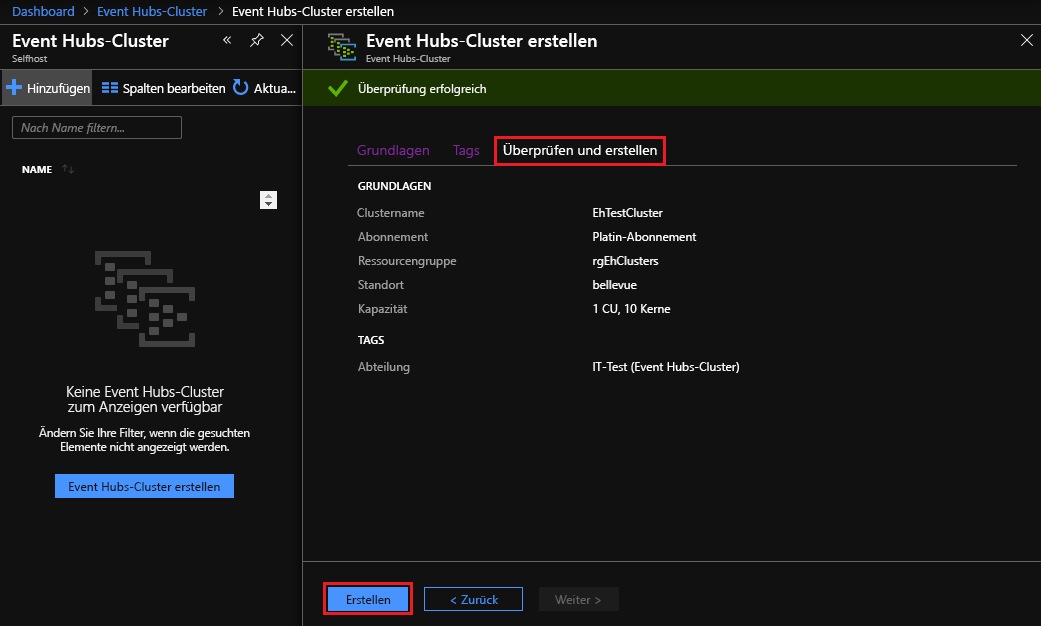 Dashboard > Event Hubs-Cluster > Event Hubs-Cluster erstellen
Event Hubs-Cluster
Selfhost
Hinzufügen
Spalten bearbeiten
Aktua...
Nach Name filtern...
NAME
Keine Event Hubs-Cluster
zum Anzeigen verfügbar
Ändern Sie Ihre Filter, wenn die gesuchten
Elemente nicht angezeigt werden.
Event Hubs-Cluster erstellen
Event Hubs-Cluster erstellen
Event Hubs-Cluster
Überprüfung erfolgreich
Grundlagen Tags Überprüfen und erstellen
GRUNDLAGEN
Clustername EhTestCluster
Abonnement Platin-Abonnement
Ressourcengruppe rgEhClusters
Standort bellevue
Kapazität 1 CU, 10 Kerne
TAGS
Abteilung IT-Test (Event Hubs-Cluster)
Erstellen < Zurück Weiter >